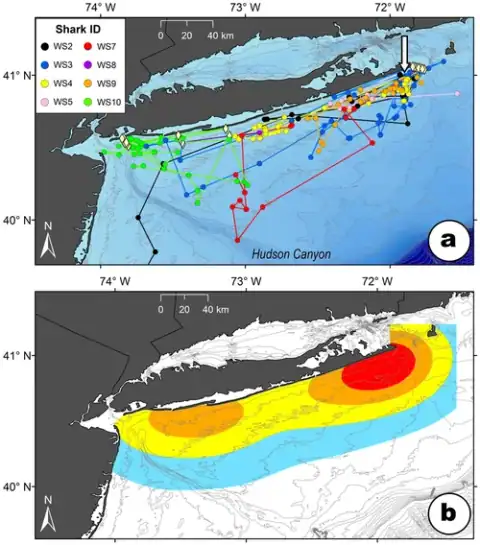 74° W 73° W 72° W
Shark ID
WS2 WS7
WS3 WS8
WS4 WS9
WS5 WS10
0 20 40 km
41° N
40° N
N
Hudson Canyon
a
74° W 73° W 72° W
0 20 40 km
41° N
40° N
N
b